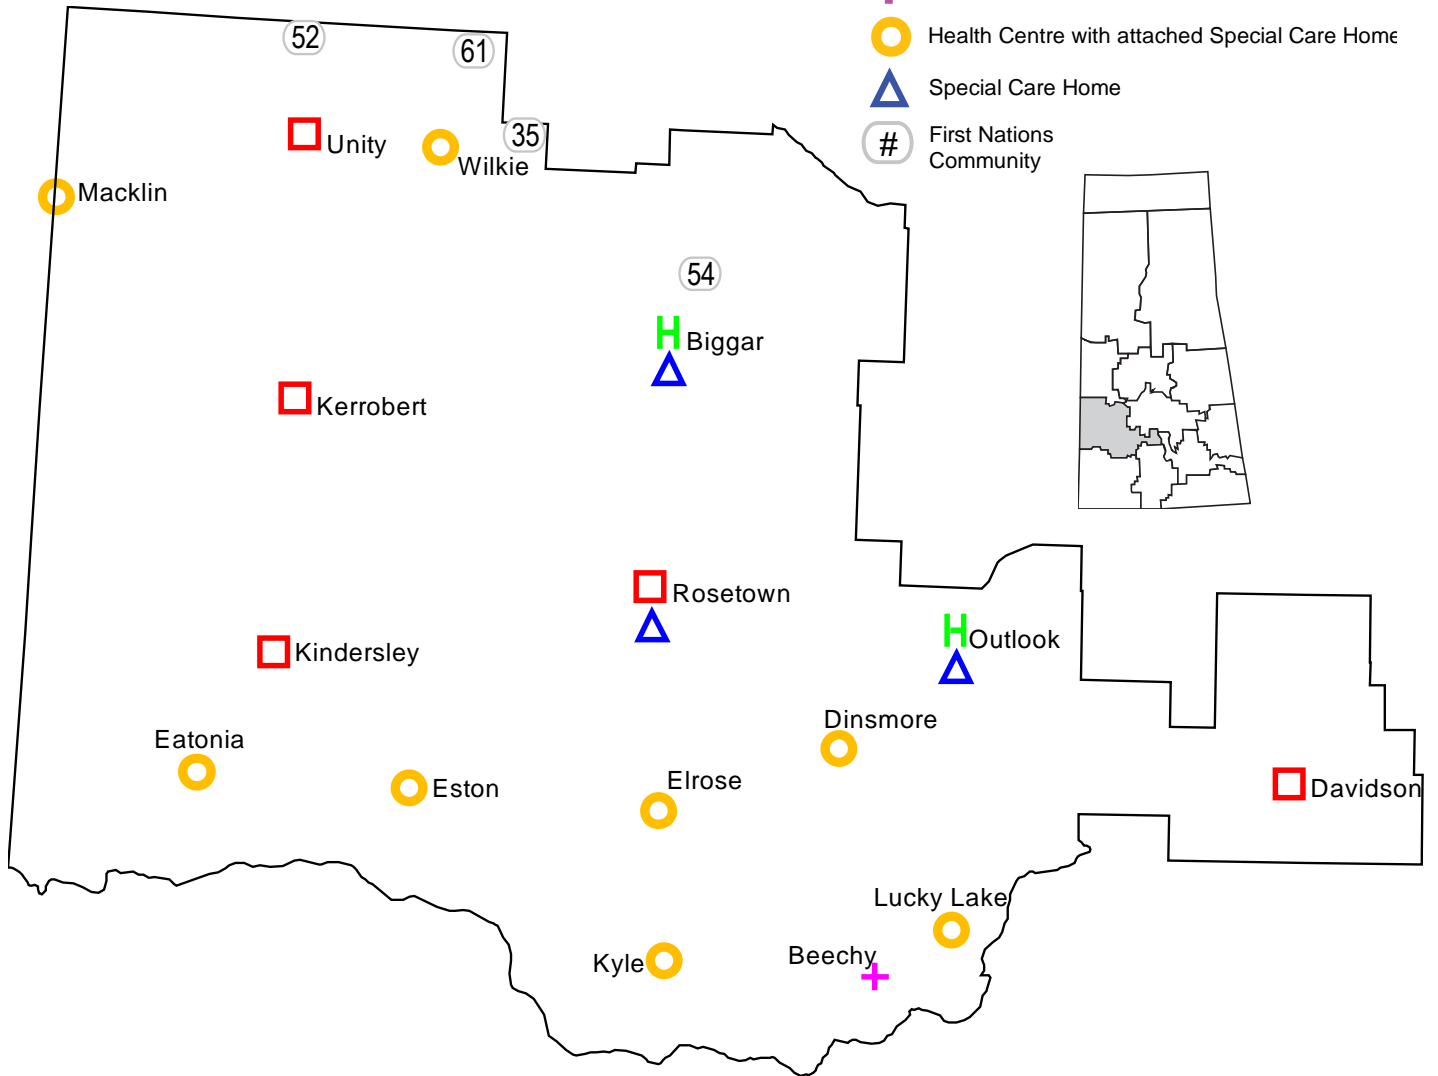 52
61
Health Centre with attached Special Care Home
Special Care Home
35
#
First Nations
Community
Unity
Wilkie
Macklin
54
H
Biggar
Kerrobert
Rosetown
H
Outlook
Kindersley
Dinsmore
Eatonia
Elrose
Eston
Davidson
Lucky Lake
Beechy
Kyle